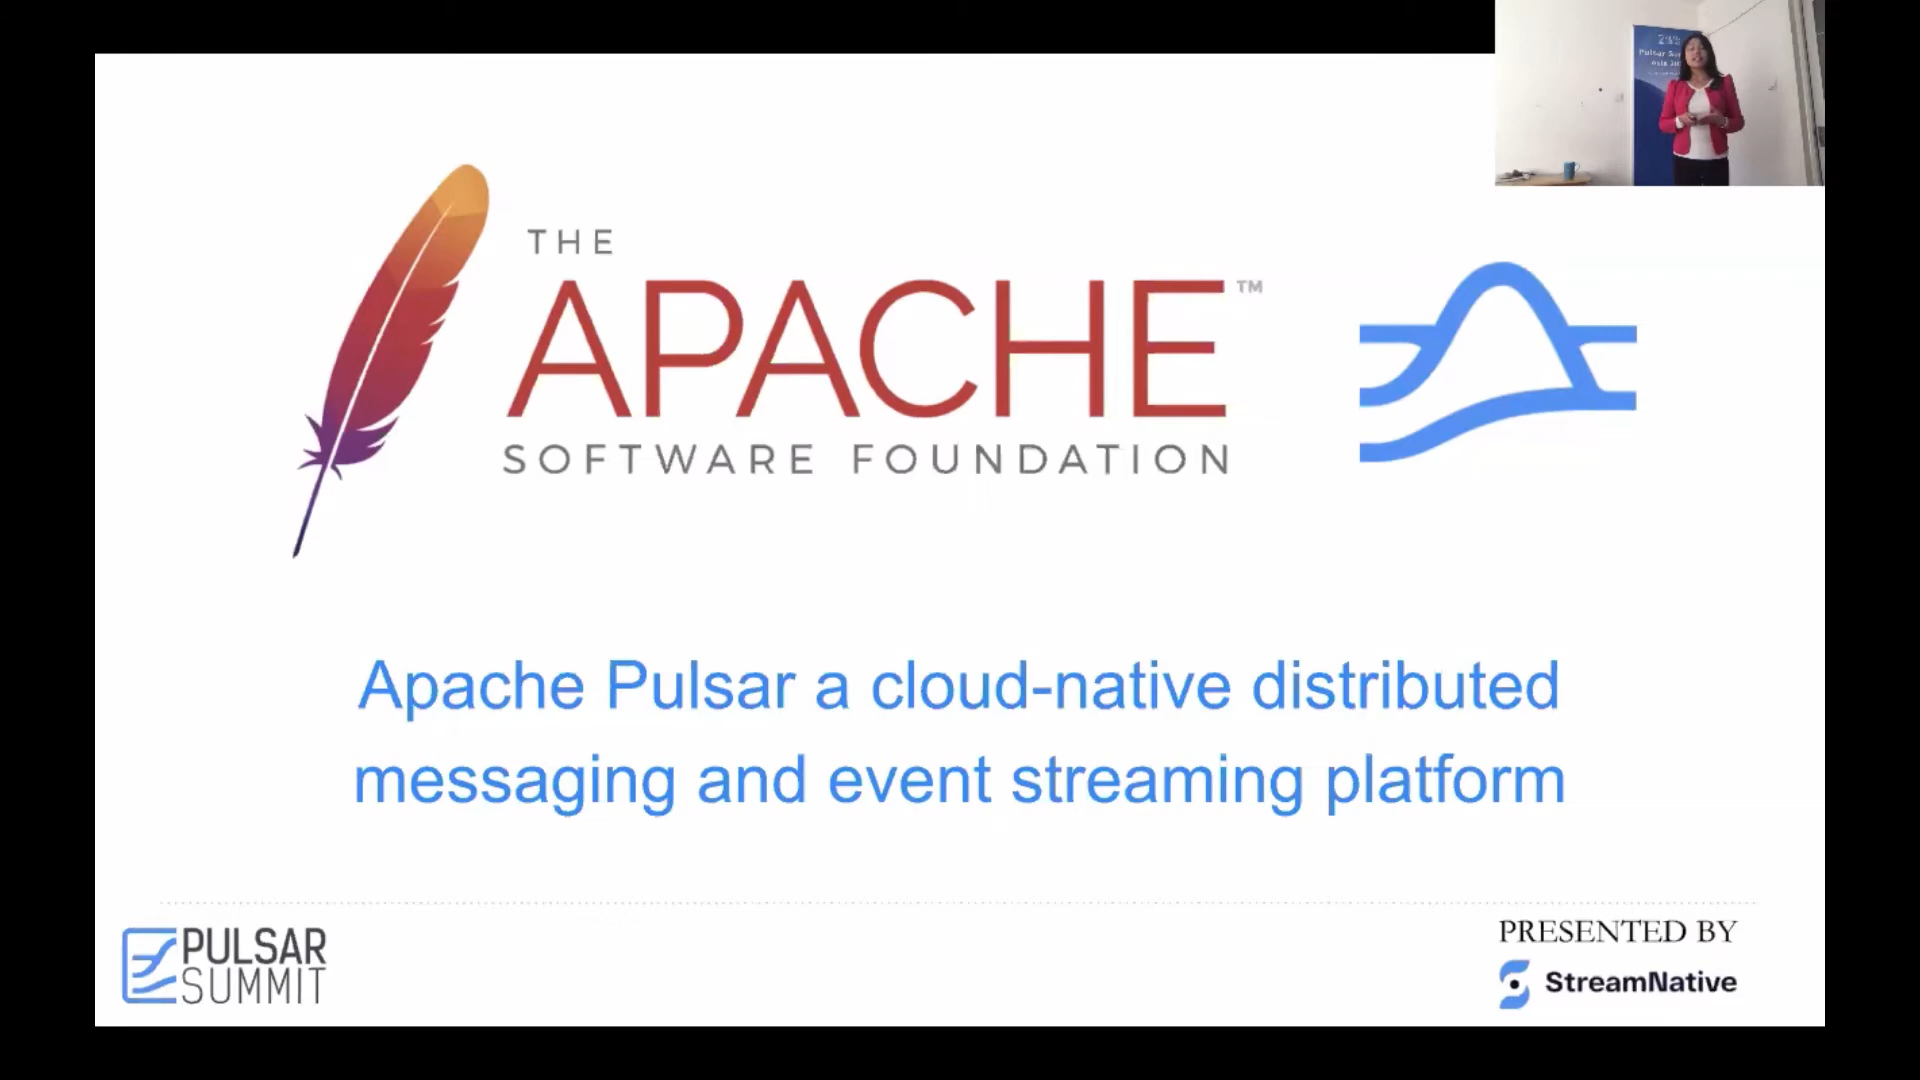 THE
APACHE™
SOFTWARE FOUNDATION
Apache Pulsar a cloud-native distributed
messaging and event streaming platform
PULSAR
SUMMIT
PRESENTED BY
StreamNative